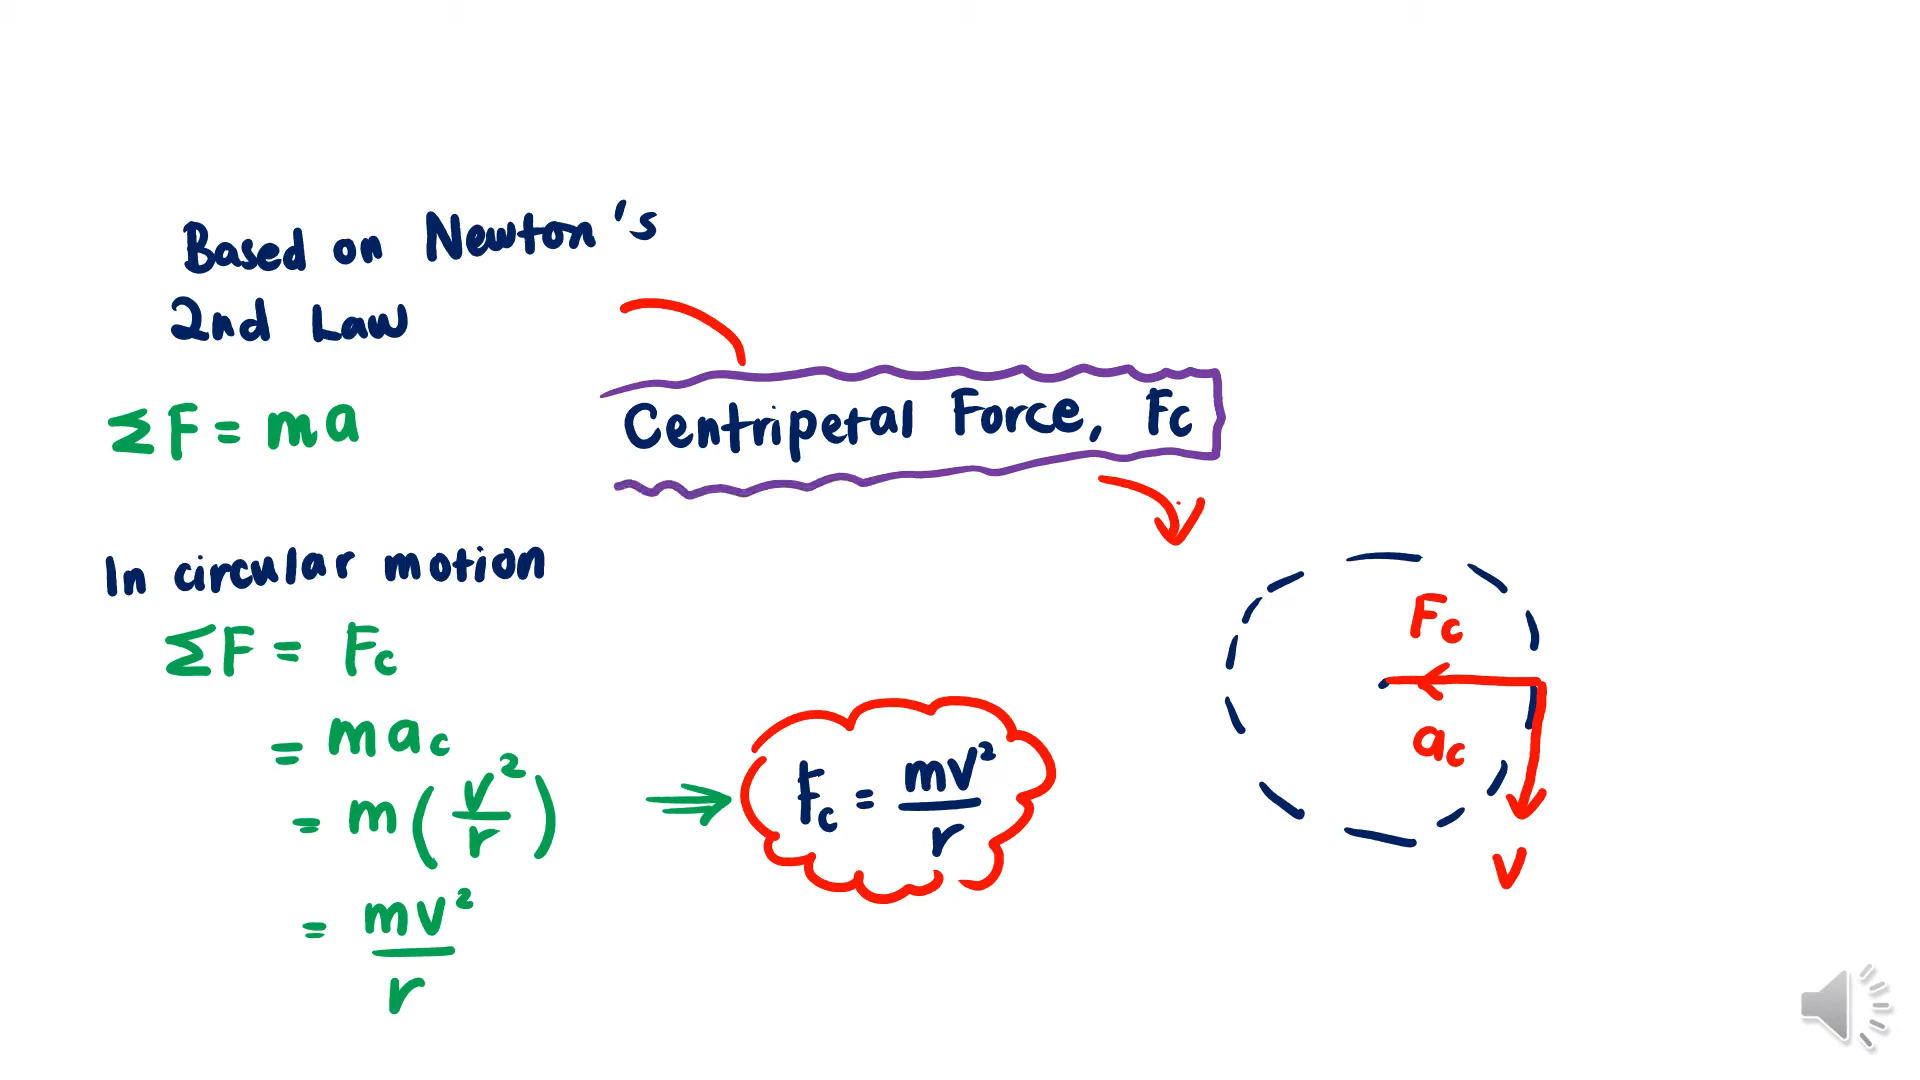 Based on Newton's
2nd Law
ΣF = ma
Centripetal Force, Fc
In circular motion
ΣF = Fc
= mac
= m(v²/r)
= mv²/r
Fc = mv²/r
Fc
ac
v